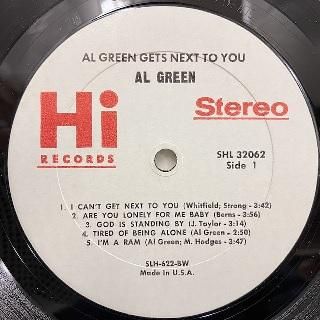 AL GREEN GETS NEXT TO YOU
AL GREEN
Hi
RECORDS
Stereo
SHL 32062
Side 1
1. I CAN'T GET NEXT TO YOU (Whitfield; Strong - 3:42)
2. ARE YOU LONELY FOR ME BABY (Berns - 3:56)
3. GOD IS STANDING BY (J. Taylor - 3:14)
4. TIRED OF BEING ALONE (Al Green - 2:50)
5. I'M A RAM (Al Green; M. Hodges - 3:47)
SLH-622-BW
Made in U.S.A.